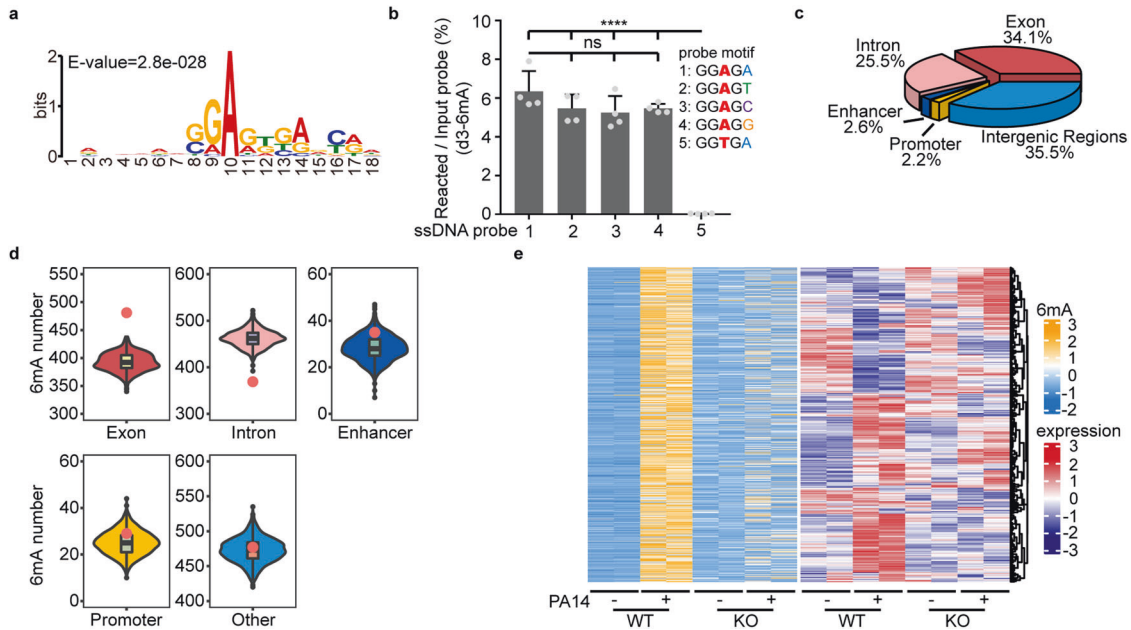 a
E-value=2.8e-028
bits
2
1
0
1 2 3 4 5 6 7 8 9 10 11 12 13 14 15 16 17 18
b
Reacted / Input probe (%)
(d3-6mA)
10
8
6
4
2
0
****
ns
probe motif
1: GGAGA
2: GGAGT
3: GGAGC
4: GGAGG
5: GGTGA
ssDNA probe 1 2 3 4 5
c
Exon
34.1%
Intron
25.5%
Enhancer
2.6%
Promoter
2.2%
Intergenic Regions
35.5%
d
6mA number
550
500
450
400
350
300
Exon
600
500
400
300
Intron
60
40
20
0
Enhancer
6mA number
60
40
20
0
Promoter
600
550
500
450
400
Other
e
PA14 - + - + - + - +
WT KO WT KO
6mA
3
2
1
0
-1
-2
expression
3
2
1
0
-1
-2
-3